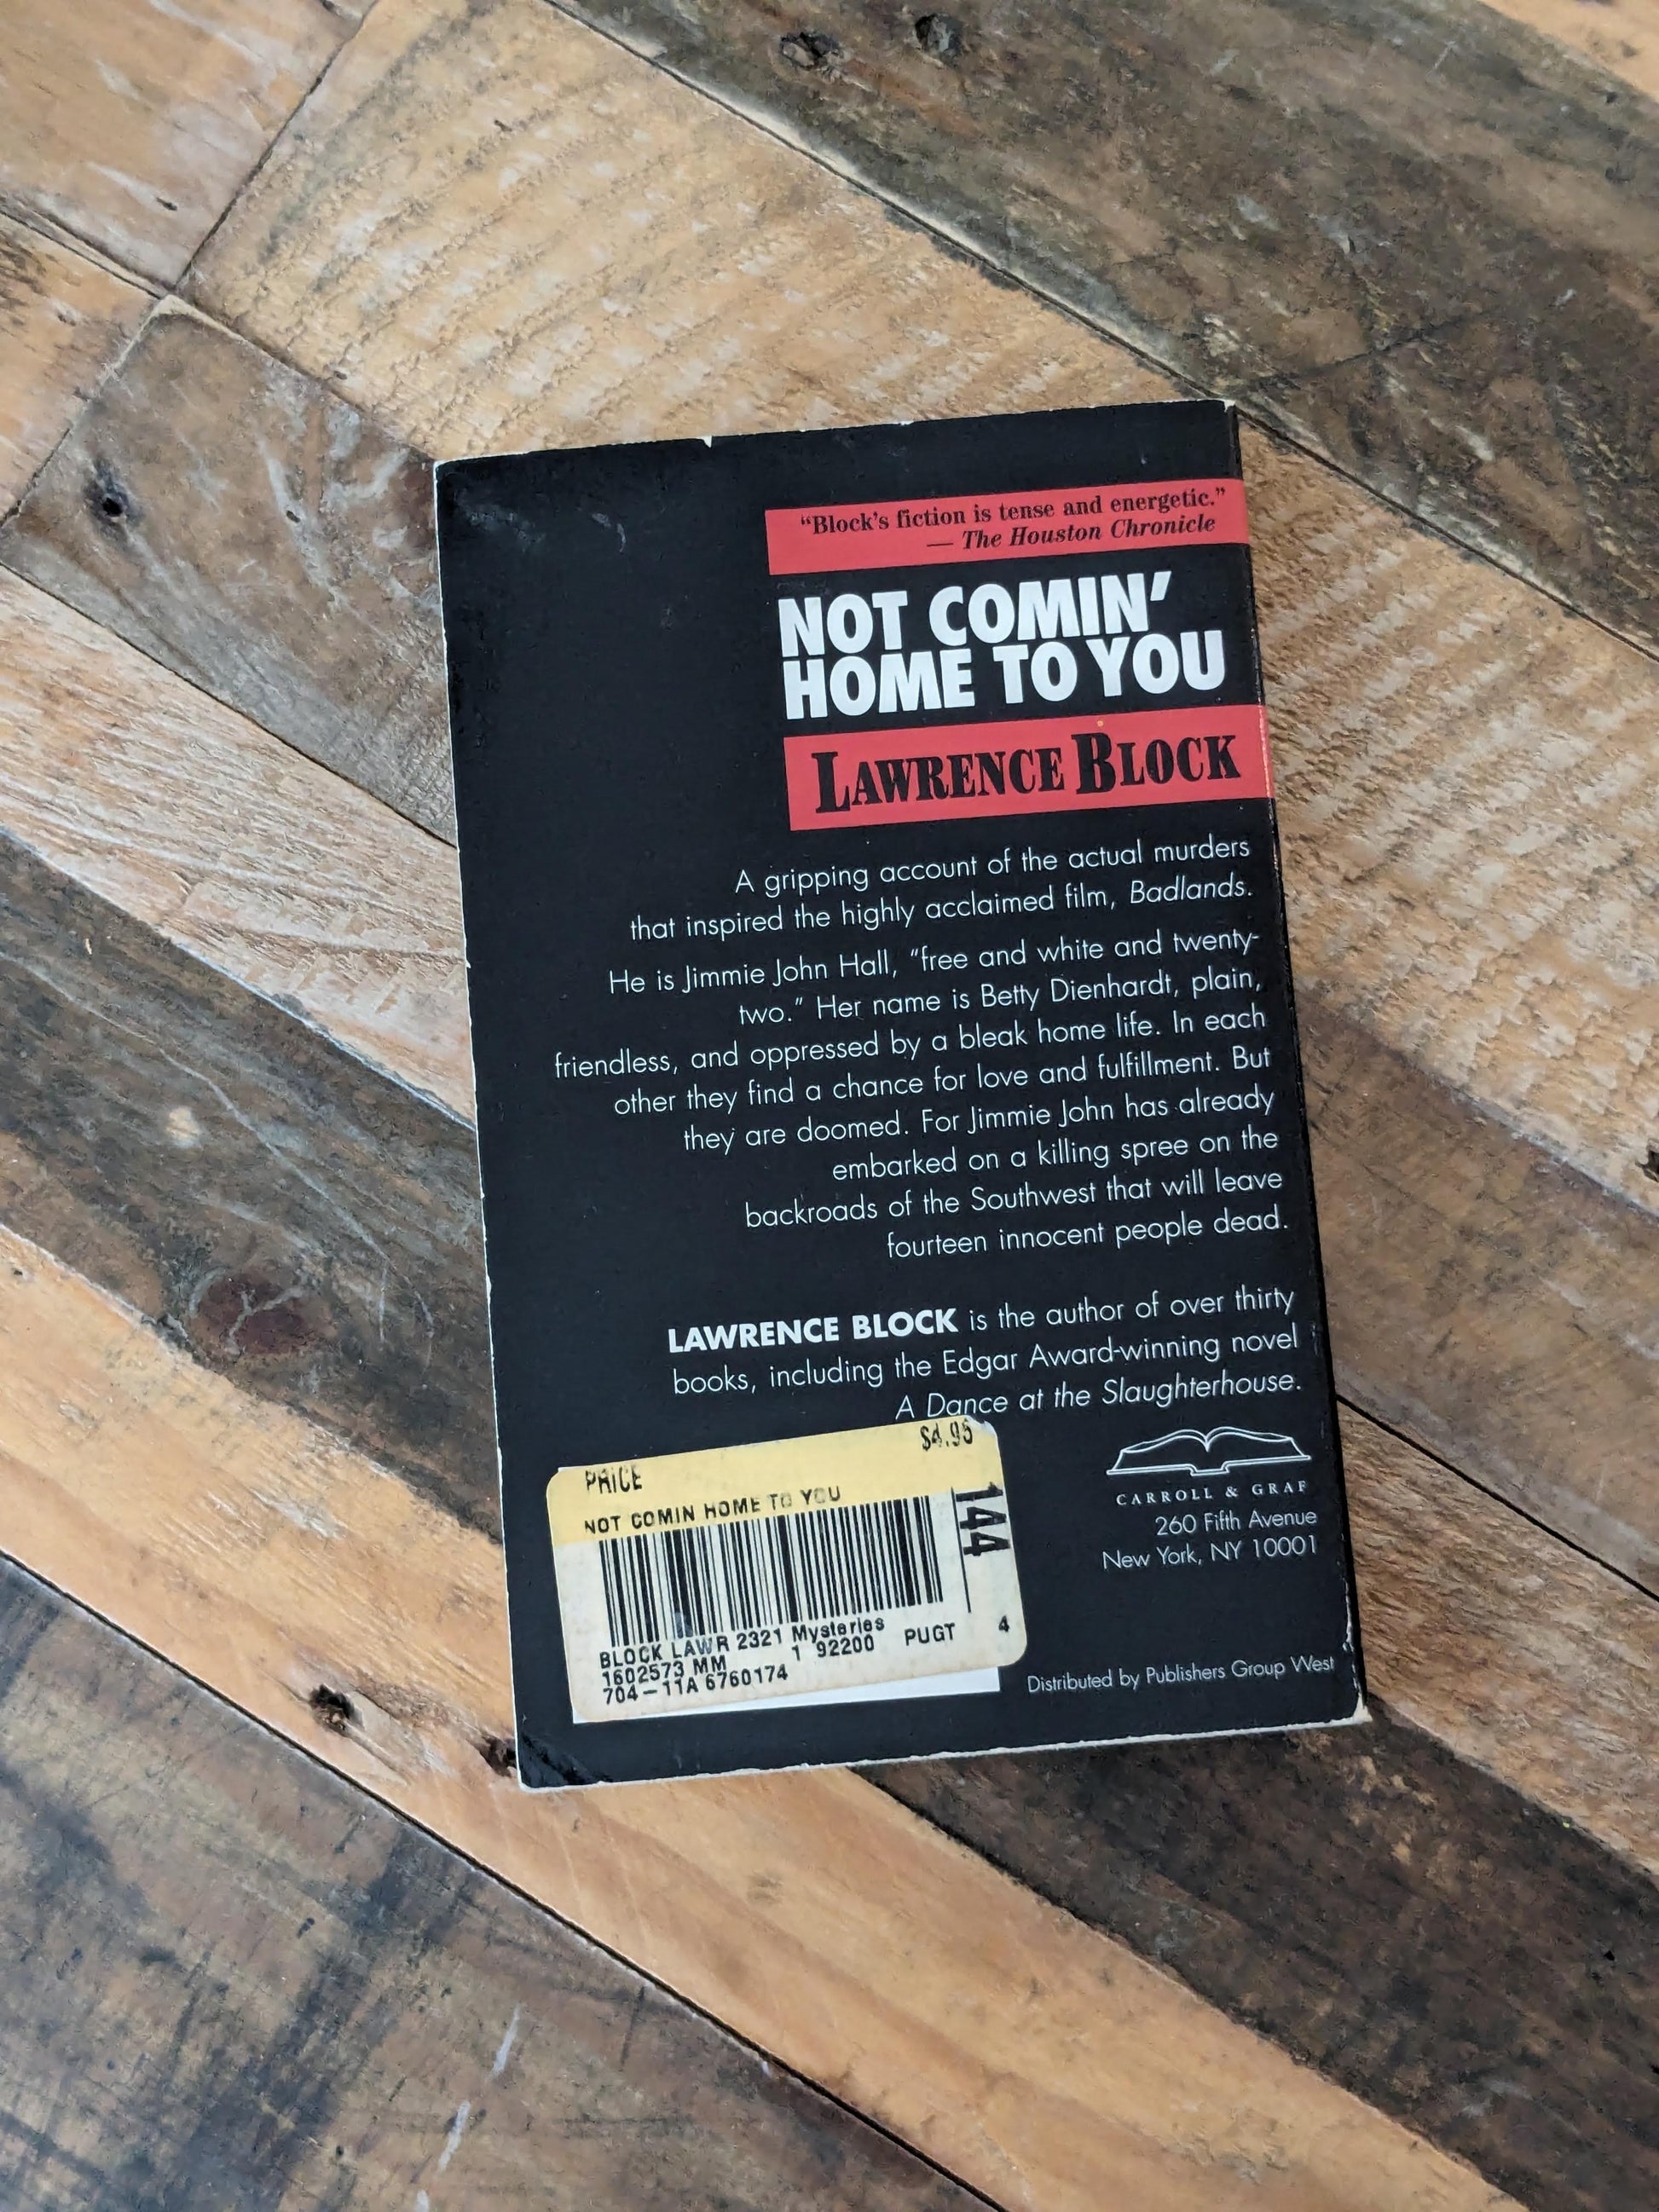 “Block’s fiction is tense and energetic.”
— The Houston Chronicle
NOT COMIN’
HOME TO YOU
LAWRENCE BLOCK
A gripping account of the actual murders
that inspired the highly acclaimed film, Badlands.
He is Jimmie John Hall, “free and white and twenty-
two.” Her name is Betty Dienhardt, plain,
friendless, and oppressed by a bleak home life. In each
other they find a chance for love and fulfillment. But
they are doomed. For Jimmie John has already
embarked on a killing spree on the
backroads of the Southwest that will leave
fourteen innocent people dead.
LAWRENCE BLOCK is the author of over thirty
books, including the Edgar Award-winning novel
A Dance at the Slaughterhouse.
$4.95
PRICE
NOT COMIN HOME TO YOU
144
BLOCK LAWR 2321 Mysteries
1602573 MM 1 92200 PUGT 4
704-11A 6760174
CARROLL & GRAF
260 Fifth Avenue
New York, NY 10001
Distributed by Publishers Group West